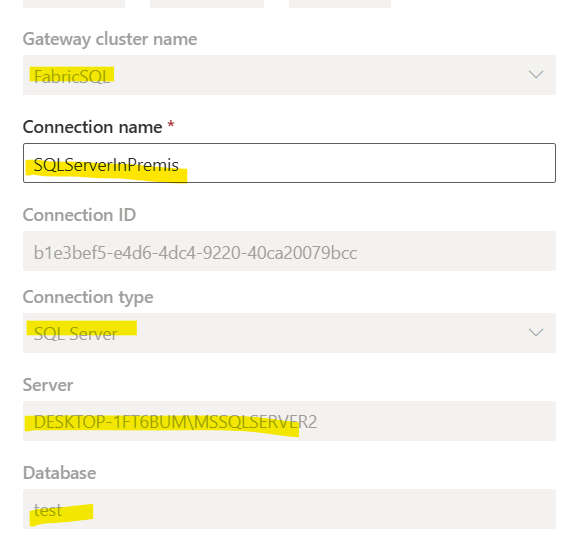 Gateway cluster name
FabricSQL
Connection name *
SQLServerInPremis
Connection ID
b1e3bef5-e4d6-4dc4-9220-40ca20079bcc
Connection type
SQL Server
Server
DESKTOP-1FT6BUM\MSSQLSERVER2
Database
test